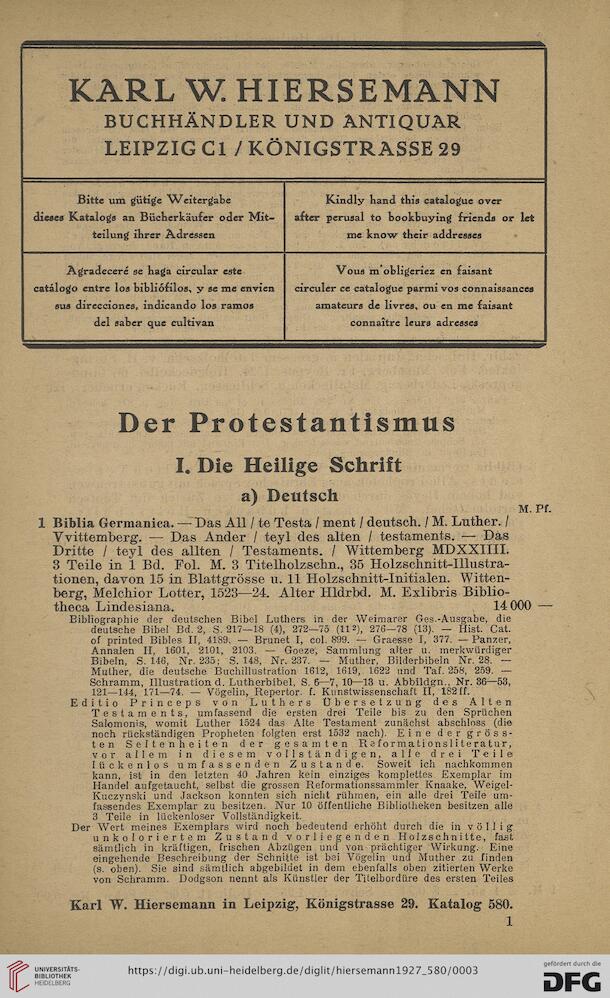 KARL W. HIERSEMANN
BUCHHÄNDLER UND ANTIQUAR
LEIPZIG C1 / KÖNIGSTRASSE 29
Bitte um gütige Weitergabe
dieses Katalogs an Bücherkäufer oder Mit-
teilung ihrer Adressen
Kindly hand this catalogue over
after perusal to bookbuying friends or let
me know their addresses
Agradeceré se haga circular este
catálogo entre los bibliófilos, y se me envien
sus direcciones, indicando los ramos
del saber que cultivan
Vous m'obligeriez en faisant
circuler ce catalogue parmi vos connaissances
amateurs de livres, ou en me faisant
connaître leurs adresses
Der Protestantismus
I. Die Heilige Schrift
a) Deutsch
M. Pf.
1 Biblia Germanica. — Das All / te Testa / ment / deutsch. / M. Luther. /
Vvittemberg. — Das Ander / teyl des alten / testaments. — Das
Dritte / teyl des allten / Testaments. / Wittemberg MDXXIIII.
3 Teile in 1 Bd. Fol. M. 3 Titelholzschn., 35 Holzschnitt-Illustra-
tionen, davon 15 in Blattgrösse u. 11 Holzschnitt-Initialen. Witten-
berg, Melchior Lotter, 1523—24. Alter Hldrbd. M. Exlibris Biblio-
theca Lindesiana. 14 000 —
Bibliographie der deutschen Bibel Luthers in der Weimarer Ges.-Ausgabe, die
deutsche Bibel Bd. 2, S. 217—18 (4), 272—75 (11²), 276—78 (13). — Hist. Cat.
of printed Bibles II, 4189. — Brunet I, col. 899. — Graesse I, 377. — Panzer,
Annalen II, 1601, 2101, 2103. — Goeze, Sammlung alter u. merkwürdiger
Bibeln, S. 146, Nr. 235; S. 148, Nr. 237. — Muther, Bilderbibeln Nr. 28. —
Muther, die deutsche Buchillustration 1612, 1619, 1622 und Taf. 258, 259. —
Schramm, Illustration d. Lutherbibel, S. 6—7, 10—13 u. Abbildgn. Nr. 36—53,
121—144, 171—74. — Vögelin, Repertor. f. Kunstwissenschaft II, 182 ff.
Editio Princeps von Luthers Übersetzung des Alten
Testaments, umfassend die ersten drei Teile bis zu den Sprüchen
Salomonis, womit Luther 1524 das Alte Testament zunächst abschloss (die
noch rückständigen Propheten folgten erst 1532 nach). Eine der gröss-
ten Seltenheiten der gesamten Reformationsliteratur,
vor allem in diesem vollständigen, alle drei Teile
lückenlos umfassenden Zustande. Soweit ich nachkommen
kann, ist in den letzten 40 Jahren kein einziges komplettes Exemplar im
Handel aufgetaucht, selbst die grossen Reformationssammler Knaake, Weigel-
Kuczynski und Jackson konnten sich nicht rühmen, ein alle drei Teile um-
fassendes Exemplar zu besitzen. Nur 10 öffentliche Bibliotheken besitzen alle
3 Teile in lückenloser Vollständigkeit.
Der Wert meines Exemplars wird noch bedeutend erhöht durch die in völlig
unkoloriertem Zustand vorliegenden Holzschnitte, fast
sämtlich in kräftigen, frischen Abzügen und von prächtiger Wirkung. Eine
eingehende Beschreibung der Schnitte ist bei Vögelin und Muther zu finden
(s. oben). Sie sind sämtlich abgebildet in dem ebenfalls oben zitierten Werke
von Schramm. Dodgson nennt als Künstler der Titelbordüre des ersten Teiles
Karl W. Hiersemann in Leipzig, Königstrasse 29. Katalog 580.
1
UNIVERSITÄTS-
BIBLIOTHEK
HEIDELBERG
https://digi.ub.uni-heidelberg.de/diglit/hiersemann1927_580/0003
gefördert durch die
DFG